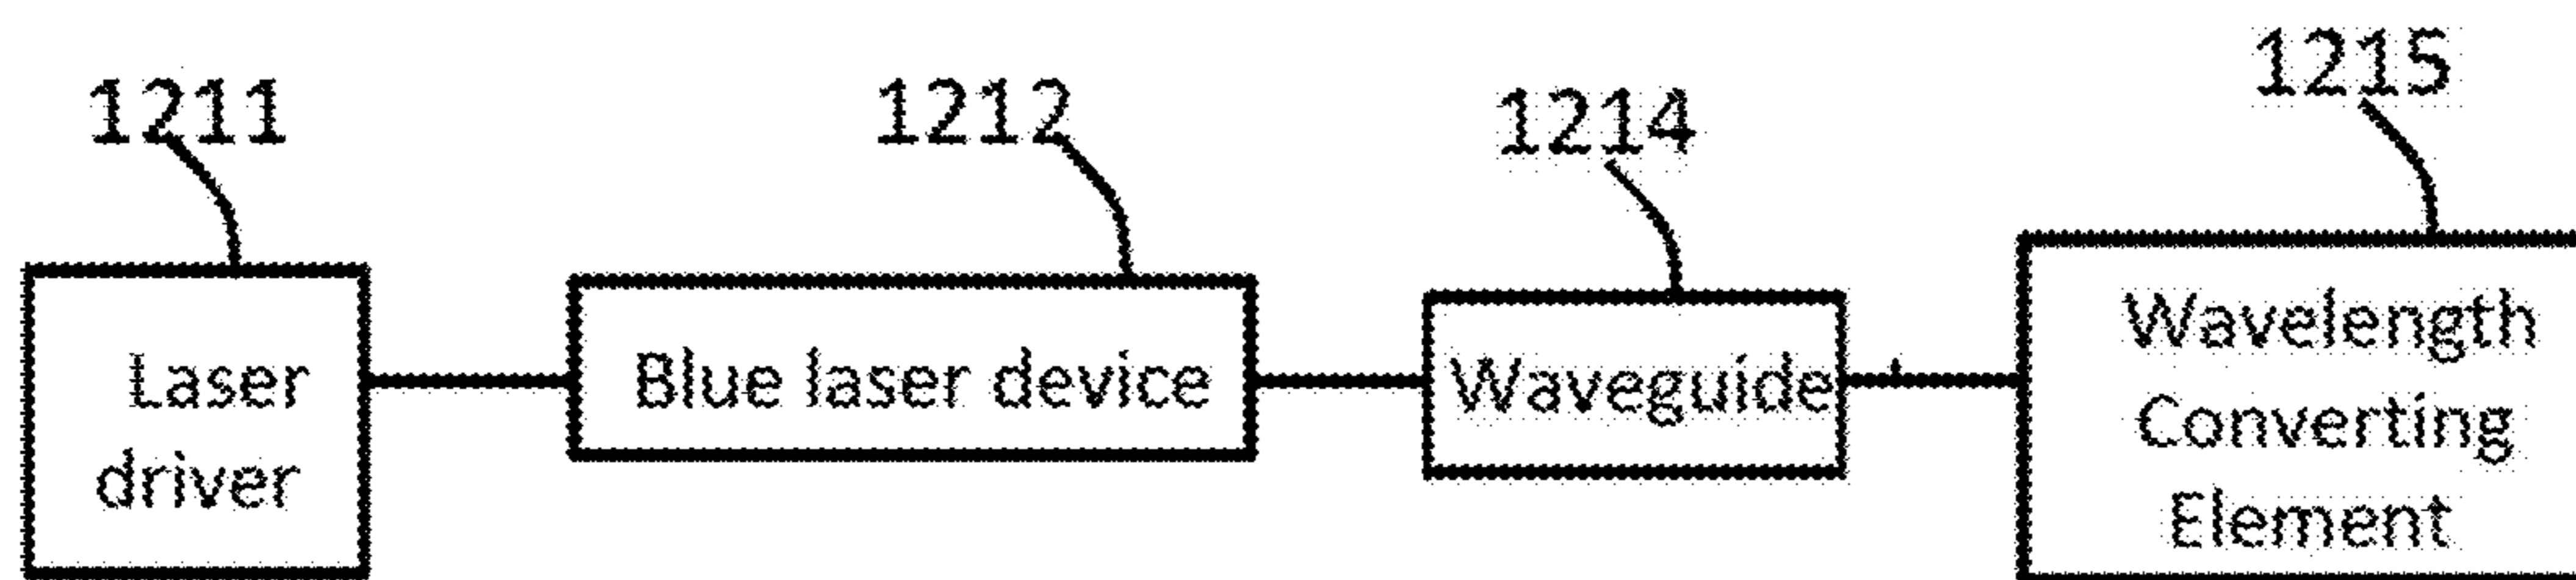 1211
1212
1214
1215
Laser
driver
Blue laser device
Waveguide
Wavelength
Converting
Element